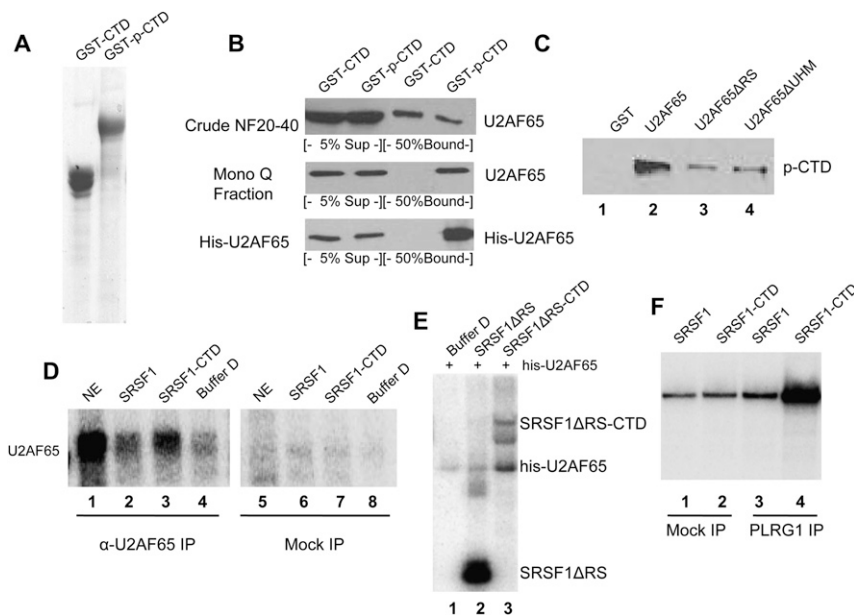 A
GST-CTD
GST-p-CTD
B
GST-CTD
GST-p-CTD
GST-CTD
GST-p-CTD
Crude NF20-40
U2AF65
[- 5% Sup -][- 50%Bound-]
Mono Q
Fraction
U2AF65
[- 5% Sup -][- 50%Bound-]
His-U2AF65
His-U2AF65
[- 5% Sup -][- 50%Bound-]
C
GST
U2AF65
U2AF65ΔRS
U2AF65ΔUHM
p-CTD
1 2 3 4
D
NE
SRSF1
SRSF1-CTD
Buffer D
NE
SRSF1
SRSF1-CTD
Buffer D
U2AF65
1 2 3 4 5 6 7 8
α-U2AF65 IP
Mock IP
E
Buffer D
SRSF1ΔRS
SRSF1ΔRS-CTD
+ + + his-U2AF65
SRSF1ΔRS-CTD
his-U2AF65
SRSF1ΔRS
1 2 3
F
SRSF1
SRSF1-CTD
SRSF1
SRSF1-CTD
1 2 3 4
Mock IP
PLRG1 IP